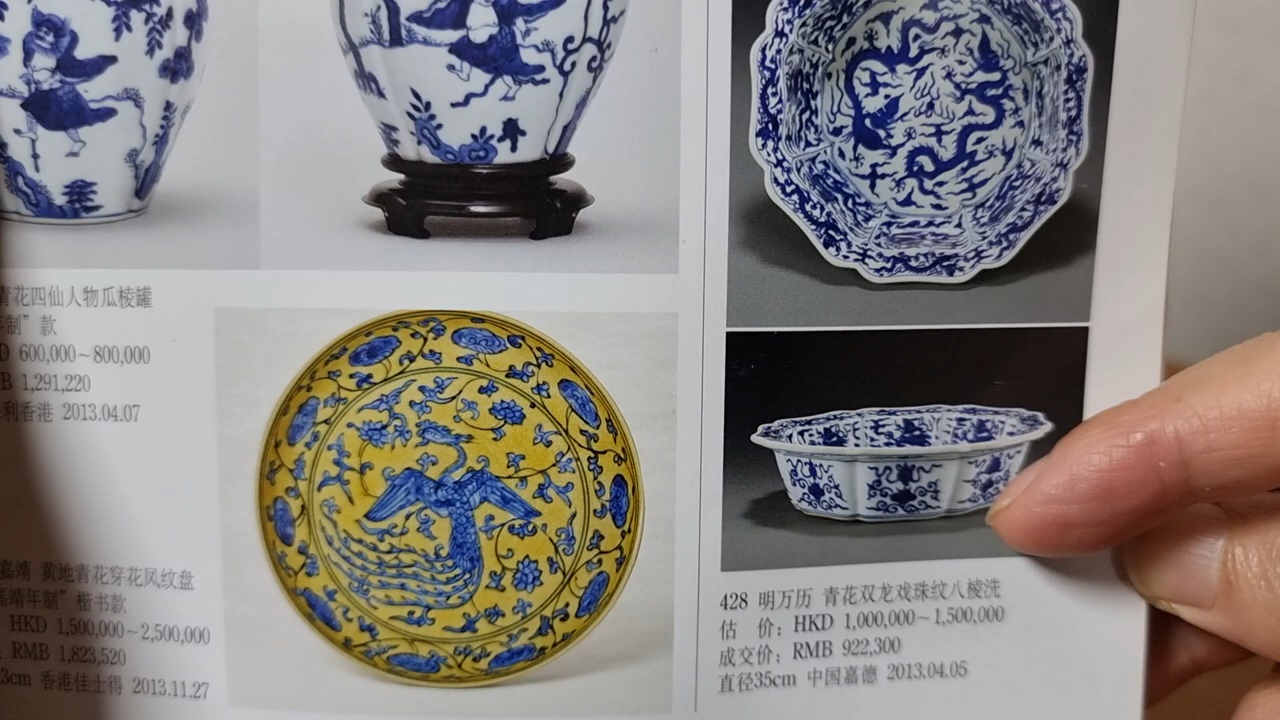 青花四仙人物瓜棱罐
年制”款
D 600,000~800,000
B 1,291,220
利香港 2013.04.07
嘉靖 黄地青花穿花凤纹盘
嘉靖年制”楷书款
HKD 1,500,000~2,500,000
: RMB 1,823,520
3cm 香港佳士得 2013.11.27
428 明万历 青花双龙戏珠纹八棱洗
估 价: HKD 1,000,000~1,500,000
成交价: RMB 922,300
直径35cm 中国嘉德 2013.04.05